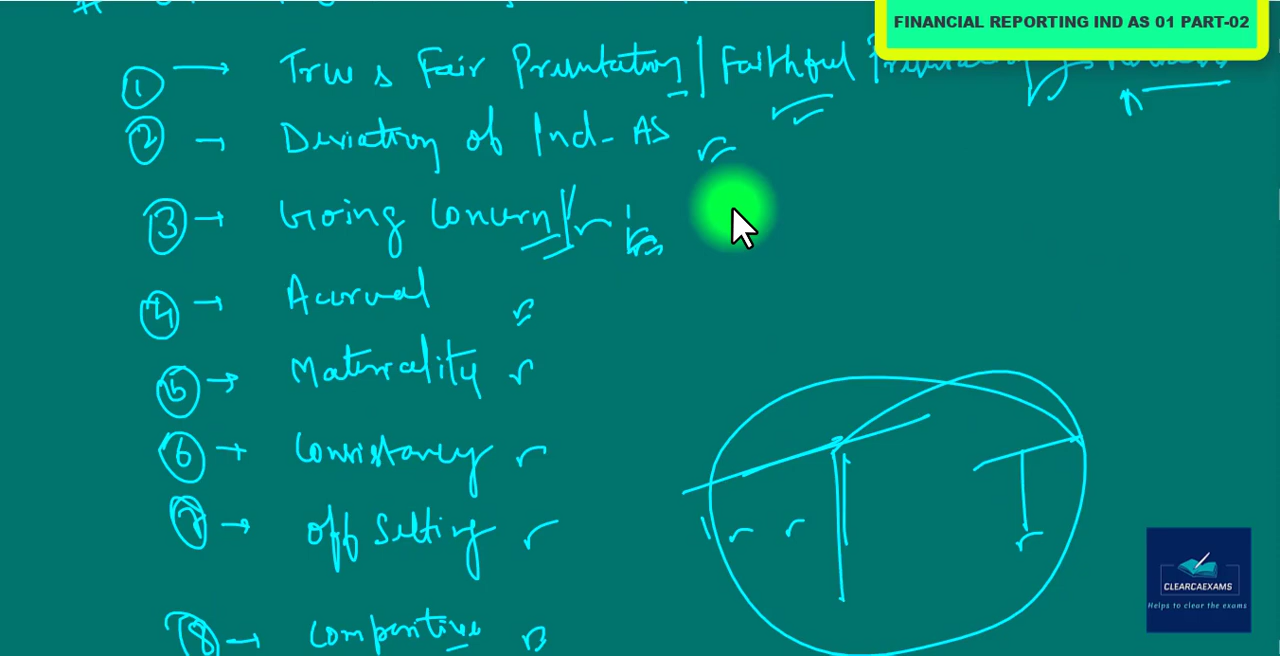 FINANCIAL REPORTING IND AS 01 PART-02
① → True & Fair Presentation / Faithful
② → Deviation of Ind-AS
③ → Going Concern
④ → Accrual
⑤ → Materiality
⑥ → Consistancy
⑦ → Off Setting
⑧ → Comparitive
CLEARCAEXAMS
Helps to clear the exams